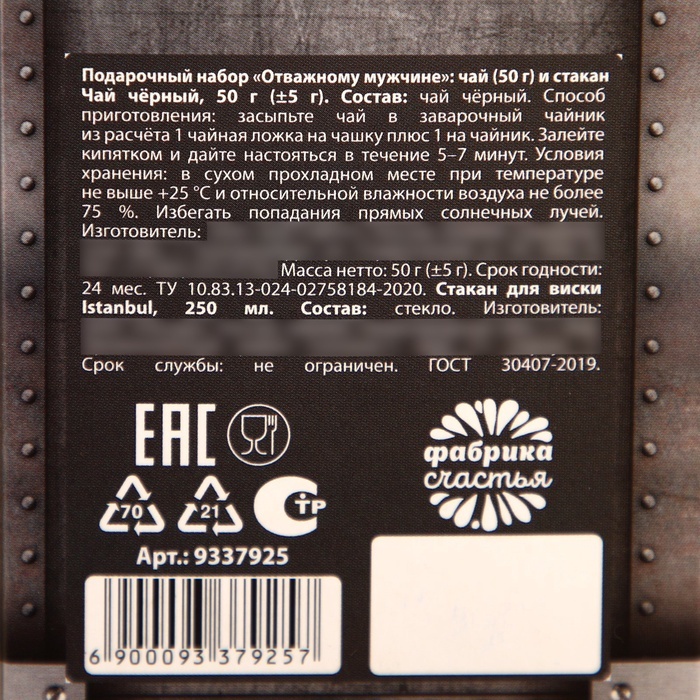 Подарочный набор «Отважному мужчине»: чай (50 г) и стакан
Чай чёрный, 50 г (±5 г). Состав: чай чёрный. Способ
приготовления: засыпьте чай в заварочный чайник
из расчёта 1 чайная ложка на чашку плюс 1 на чайник. Залейте
кипятком и дайте настояться в течение 5–7 минут. Условия
хранения: в сухом прохладном месте при температуре
не выше +25 °С и относительной влажности воздуха не более
75 %. Избегать попадания прямых солнечных лучей.
Изготовитель:
Масса нетто: 50 г (±5 г). Срок годности:
24 мес. ТУ 10.83.13-024-02758184-2020. Стакан для виски
Istanbul, 250 мл. Состав: стекло. Изготовитель:
Срок службы: не ограничен. ГОСТ 30407-2019.
ЕАС
фабрика
счастья
70
21
СТР
Арт.: 9337925
6 900093 379257